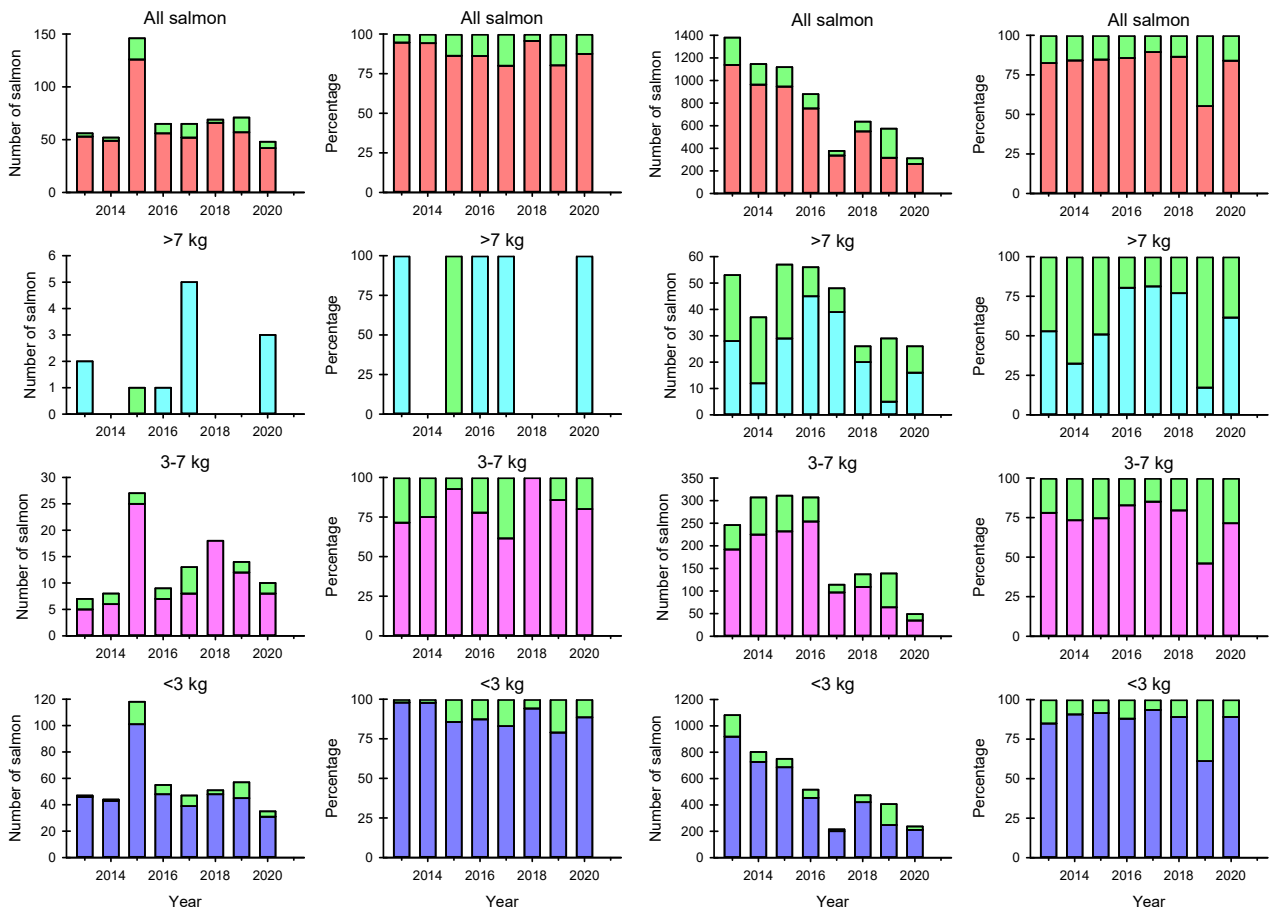 All salmon
Number of salmon
150
100
50
0
2014 2016 2018 2020
All salmon
Percentage
100
75
50
25
0
2014 2016 2018 2020
All salmon
Number of salmon
1400
1200
1000
800
600
400
200
0
2014 2016 2018 2020
All salmon
Percentage
100
75
50
25
0
2014 2016 2018 2020
>7 kg
Number of salmon
6
5
4
3
2
1
0
2014 2016 2018 2020
>7 kg
Percentage
100
75
50
25
0
2014 2016 2018 2020
>7 kg
Number of salmon
60
50
40
30
20
10
0
2014 2016 2018 2020
>7 kg
Percentage
100
75
50
25
0
2014 2016 2018 2020
3-7 kg
Number of salmon
30
25
20
15
10
5
0
2014 2016 2018 2020
3-7 kg
Percentage
100
75
50
25
0
2014 2016 2018 2020
3-7 kg
Number of salmon
350
300
250
200
150
100
50
0
2014 2016 2018 2020
3-7 kg
Percentage
100
75
50
25
0
2014 2016 2018 2020
<3 kg
Number of salmon
120
100
80
60
40
20
0
2014 2016 2018 2020
Year
<3 kg
Percentage
100
75
50
25
0
2014 2016 2018 2020
Year
<3 kg
Number of salmon
1200
1000
800
600
400
200
0
2014 2016 2018 2020
Year
<3 kg
Percentage
100
75
50
25
0
2014 2016 2018 2020
Year